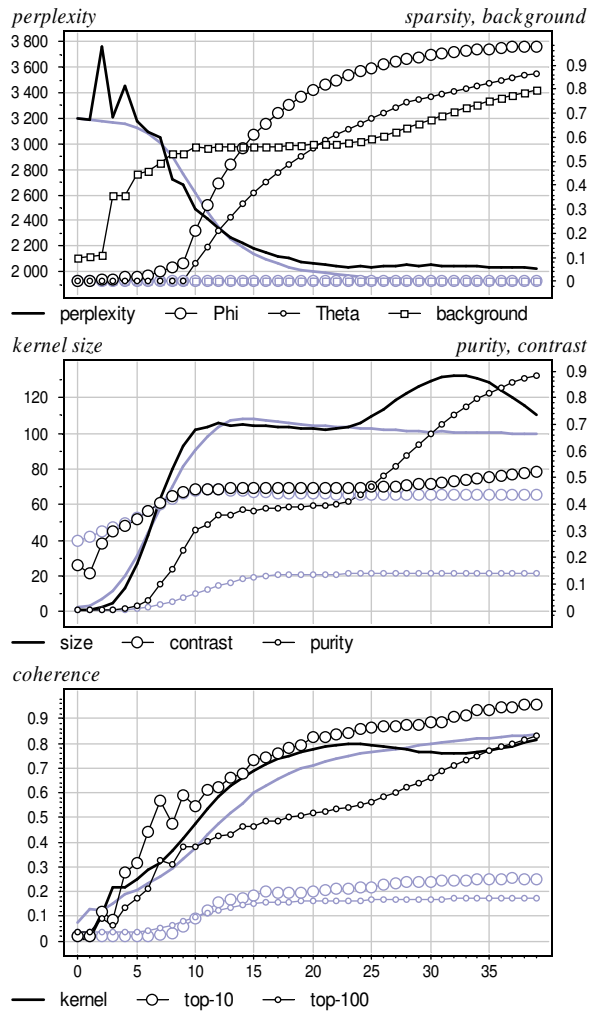 perplexity sparsity, background
3 800
3 600 0.9
3 400 0.8
3 200 0.7
3 000 0.6
2 800 0.5
2 600 0.4
2 400 0.3
2 200 0.2
2 000 0.1
0
perplexity Phi Theta background
kernel size purity, contrast
0.9
120 0.8
100 0.7
80 0.6
60 0.5
40 0.4
20 0.3
0 0.2
0.1
0
size contrast purity
coherence
0.9
0.8
0.7
0.6
0.5
0.4
0.3
0.2
0.1
0
0 5 10 15 20 25 30 35
kernel top-10 top-100